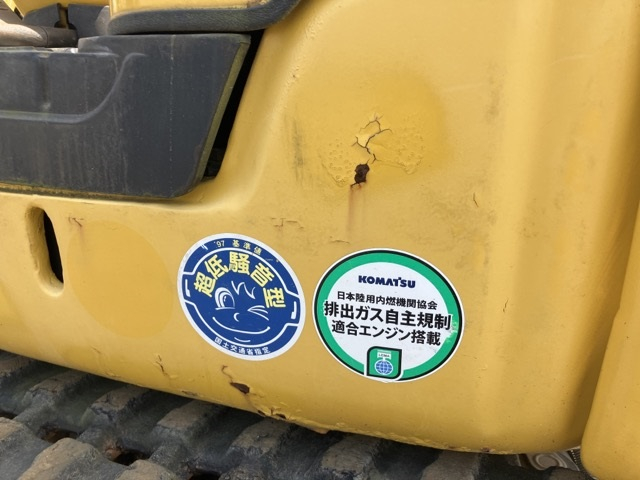 '97 基準値
超低騒音型
国土交通省指定
KOMATSU
日本陸用内燃機関協会
排出ガス自主規制
適合エンジン搭載